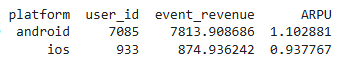 platform user_id event_revenue ARPU
android 7085 7813.908686 1.102881
ios 933 874.936242 0.937767